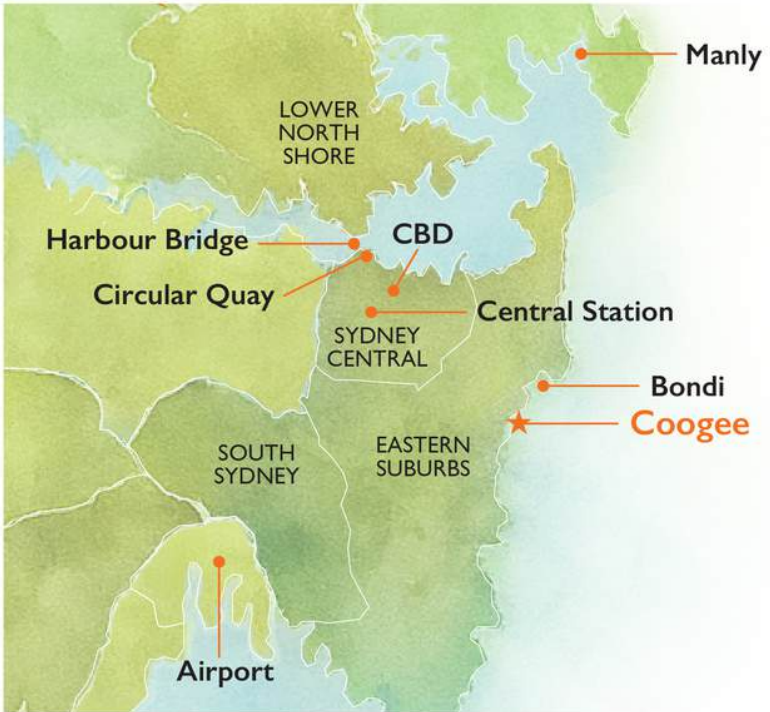 Manly
LOWER
NORTH
SHORE
Harbour Bridge
CBD
Circular Quay
Central Station
SYDNEY
CENTRAL
Bondi
Coogee
SOUTH
SYDNEY
EASTERN
SUBURBS
Airport